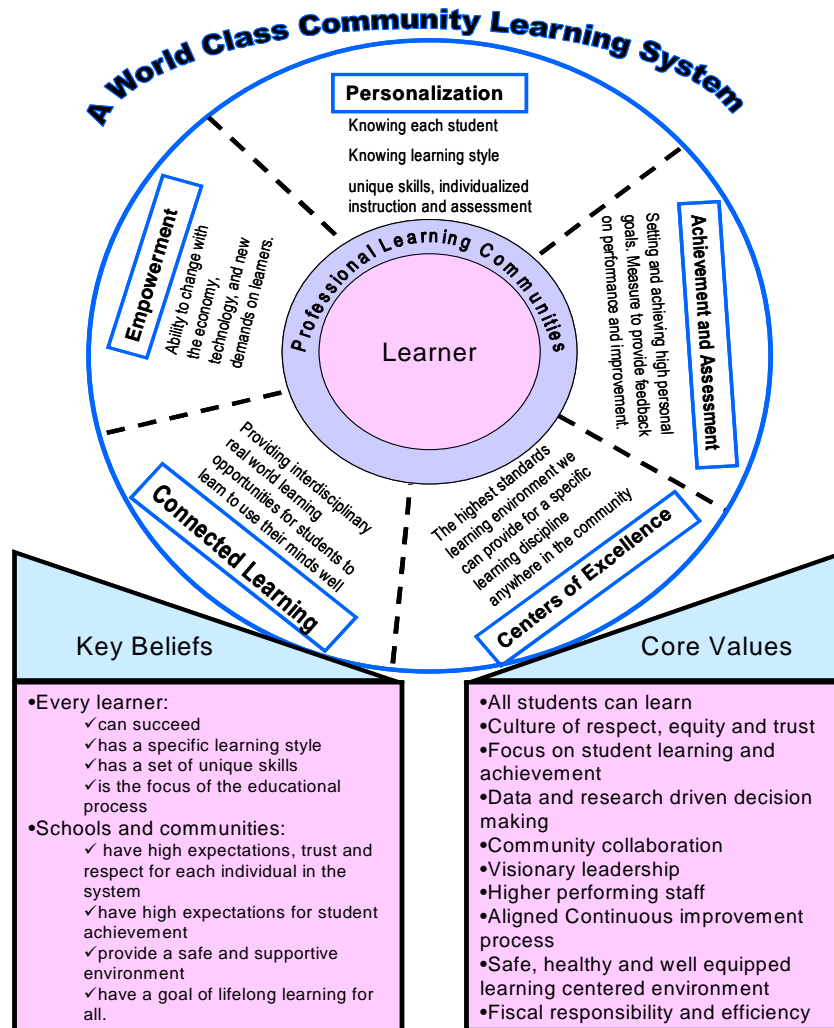 A World Class Community Learning System
Personalization
Knowing each student
Knowing learning style
unique skills, individualized
instruction and assessment
Achievement and Assessment
Setting and achieving high personal
goals. Measure to provide feedback
on performance and improvement.
Centers of Excellence
The highest standards
learning environment we
can provide for a specific
learning discipline
anywhere in the community
Connected Learning
Providing interdisciplinary
real world learning
opportunities for students to
learn to use their minds well
Empowerment
Ability to change with
the economy,
technology, and new
demands on learners.
Professional Learning Communities
Learner
Key Beliefs
•Every learner:
✓can succeed
✓has a specific learning style
✓has a set of unique skills
✓is the focus of the educational
process
•Schools and communities:
✓ have high expectations, trust and
respect for each individual in the
system
✓have high expectations for student
achievement
✓provide a safe and supportive
environment
✓have a goal of lifelong learning for
all.
Core Values
•All students can learn
•Culture of respect, equity and trust
•Focus on student learning and
achievement
•Data and research driven decision
making
•Community collaboration
•Visionary leadership
•Higher performing staff
•Aligned Continuous improvement
process
•Safe, healthy and well equipped
learning centered environment
•Fiscal responsibility and efficiency